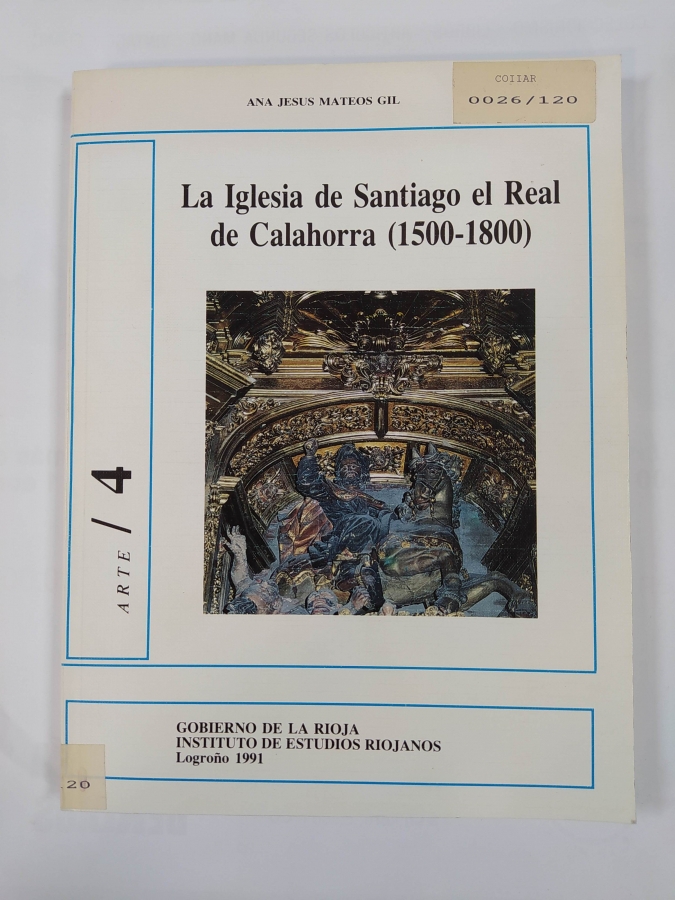 ANA JESUS MATEOS GIL
COIIAR
0026/120
La Iglesia de Santiago el Real
de Calahorra (1500-1800)
ARTE / 4
GOBIERNO DE LA RIOJA
INSTITUTO DE ESTUDIOS RIOJANOS
Logroño 1991
20